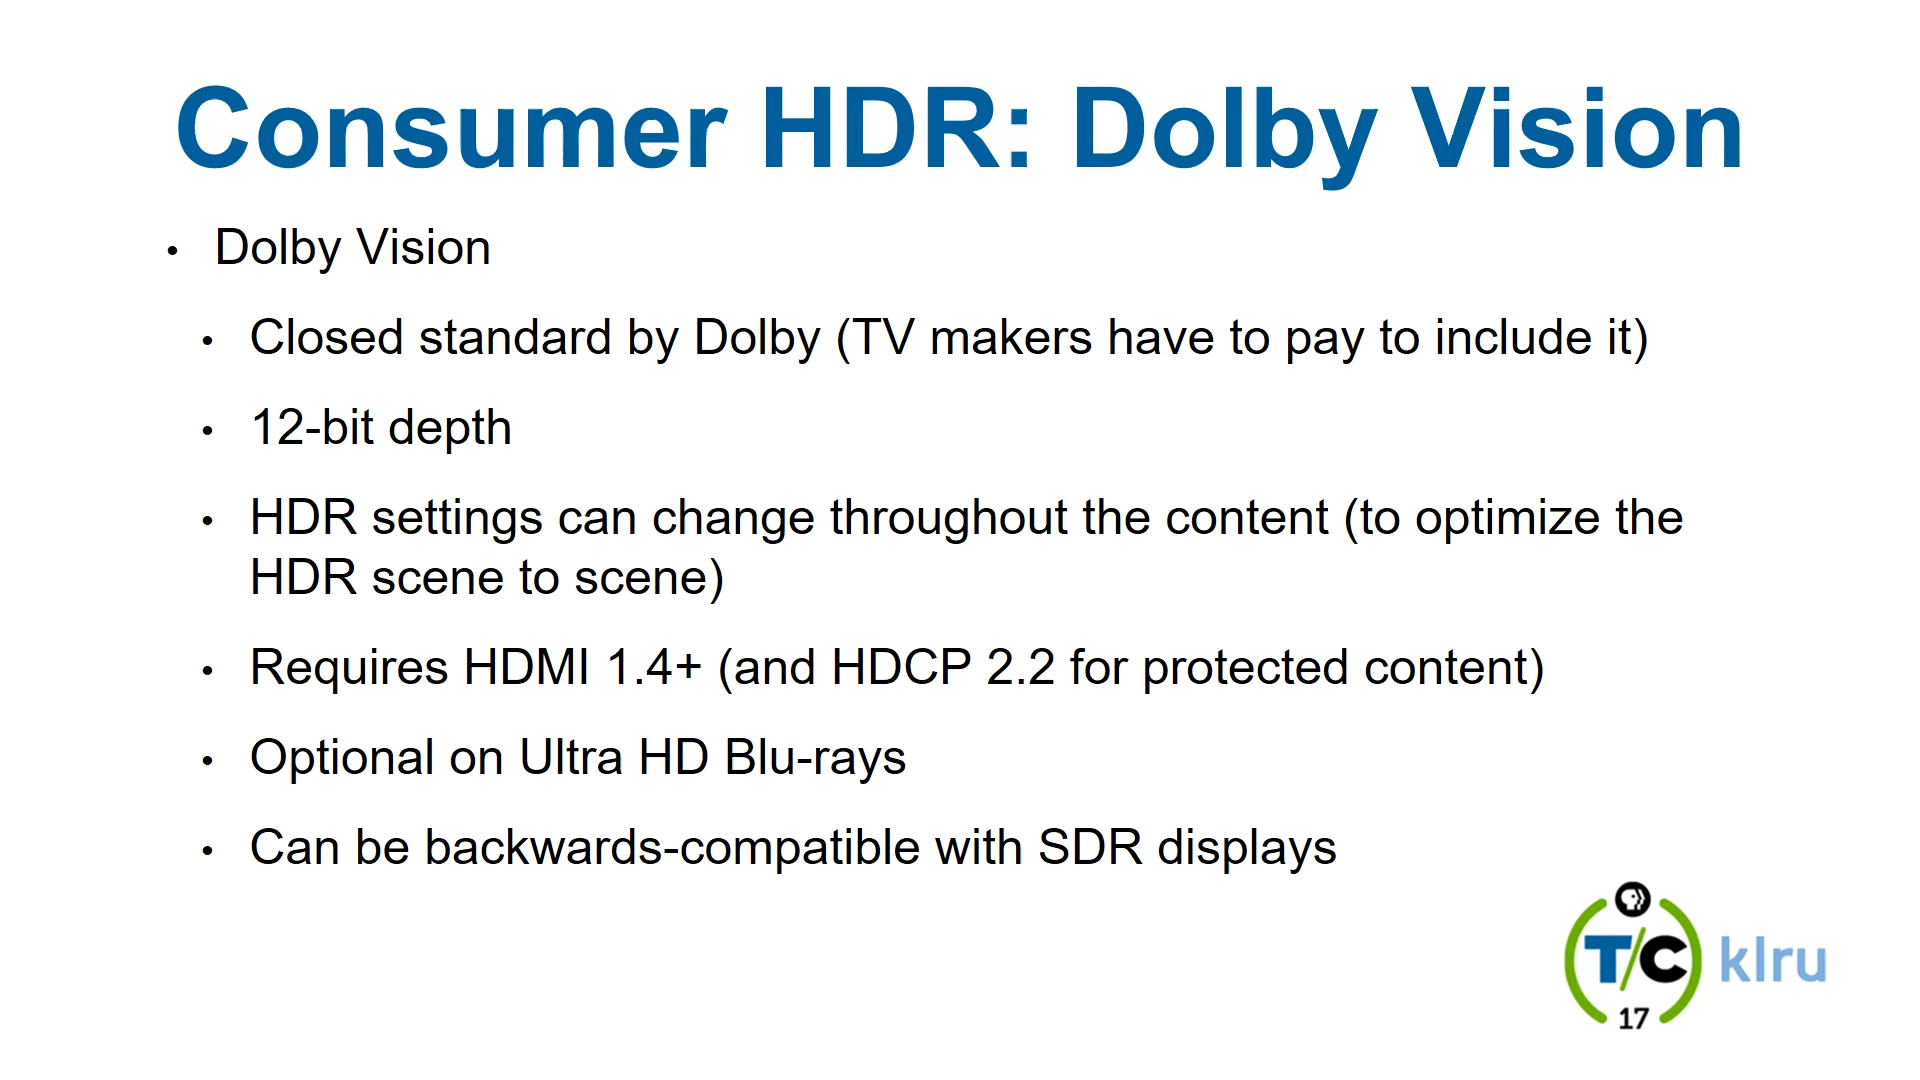 Consumer HDR: Dolby Vision
• Dolby Vision
• Closed standard by Dolby (TV makers have to pay to include it)
• 12-bit depth
• HDR settings can change throughout the content (to optimize the
HDR scene to scene)
• Requires HDMI 1.4+ (and HDCP 2.2 for protected content)
• Optional on Ultra HD Blu-rays
• Can be backwards-compatible with SDR displays
T/C
klru
17